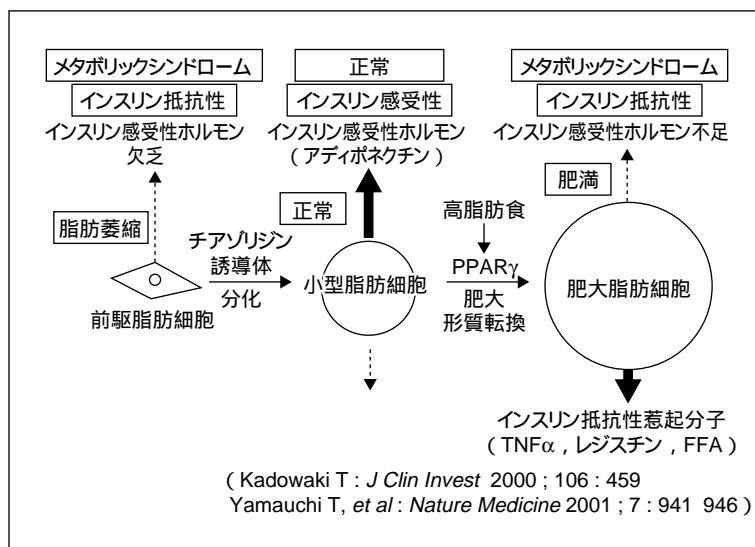 メタボリックシンドローム
インスリン抵抗性
インスリン感受性ホルモン
欠乏
脂肪萎縮
前駆脂肪細胞
チアゾリジン
誘導体
分化
正常
インスリン感受性
インスリン感受性ホルモン
(アディポネクチン)
正常
小型脂肪細胞
高脂肪食
PPARγ
肥大
形質転換
メタボリックシンドローム
インスリン抵抗性
インスリン感受性ホルモン不足
肥満
肥大脂肪細胞
インスリン抵抗性惹起分子
(TNFα,レジスチン,FFA)
(Kadowaki T : J Clin Invest 2000 ; 106 : 459
Yamauchi T, et al : Nature Medicine 2001 ; 7 : 941 946)